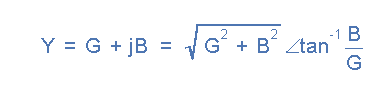 Y = G + jB = √(G² + B²) ∠tan⁻¹ B/G